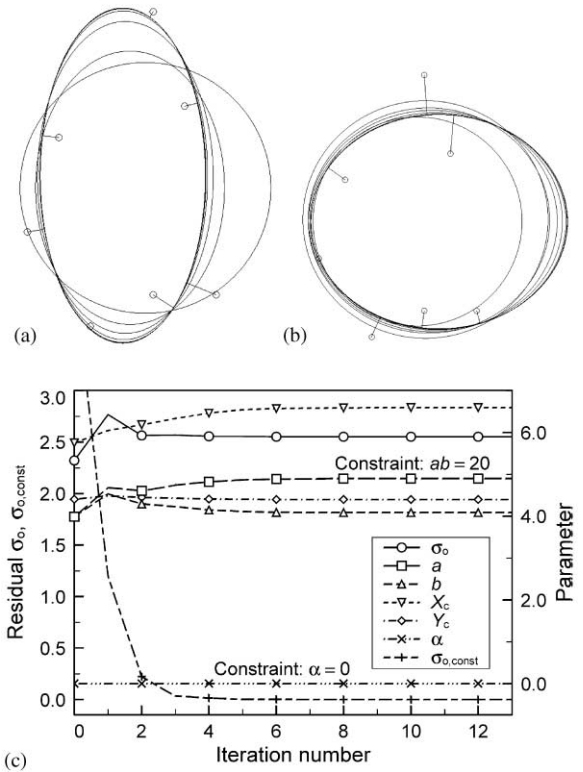 (a)
(b)
3.0
2.5
2.0
1.5
1.0
0.5
0.0
Residual σₒ, σₒ,const
6.0
4.0
2.0
0.0
Parameter
Constraint: ab = 20
σₒ
a
b
X꜀
Y꜀
α
σₒ,const
Constraint: α = 0
0 2 4 6 8 10 12
Iteration number
(c)